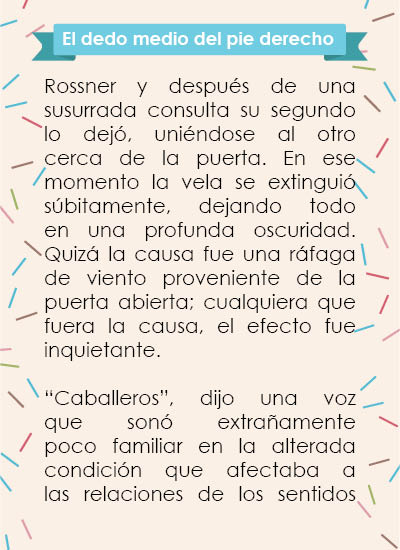 El dedo medio del pie derecho
Rossner y después de una
susurrada consulta su segundo
lo dejó, uniéndose al otro
cerca de la puerta. En ese
momento la vela se extinguió
súbitamente, dejando todo
en una profunda oscuridad.
Quizá la causa fue una ráfaga
de viento proveniente de la
puerta abierta; cualquiera que
fuera la causa, el efecto fue
inquietante.
“Caballeros”, dijo una voz
que sonó extrañamente
poco familiar en la alterada
condición que afectaba a
las relaciones de los sentidos